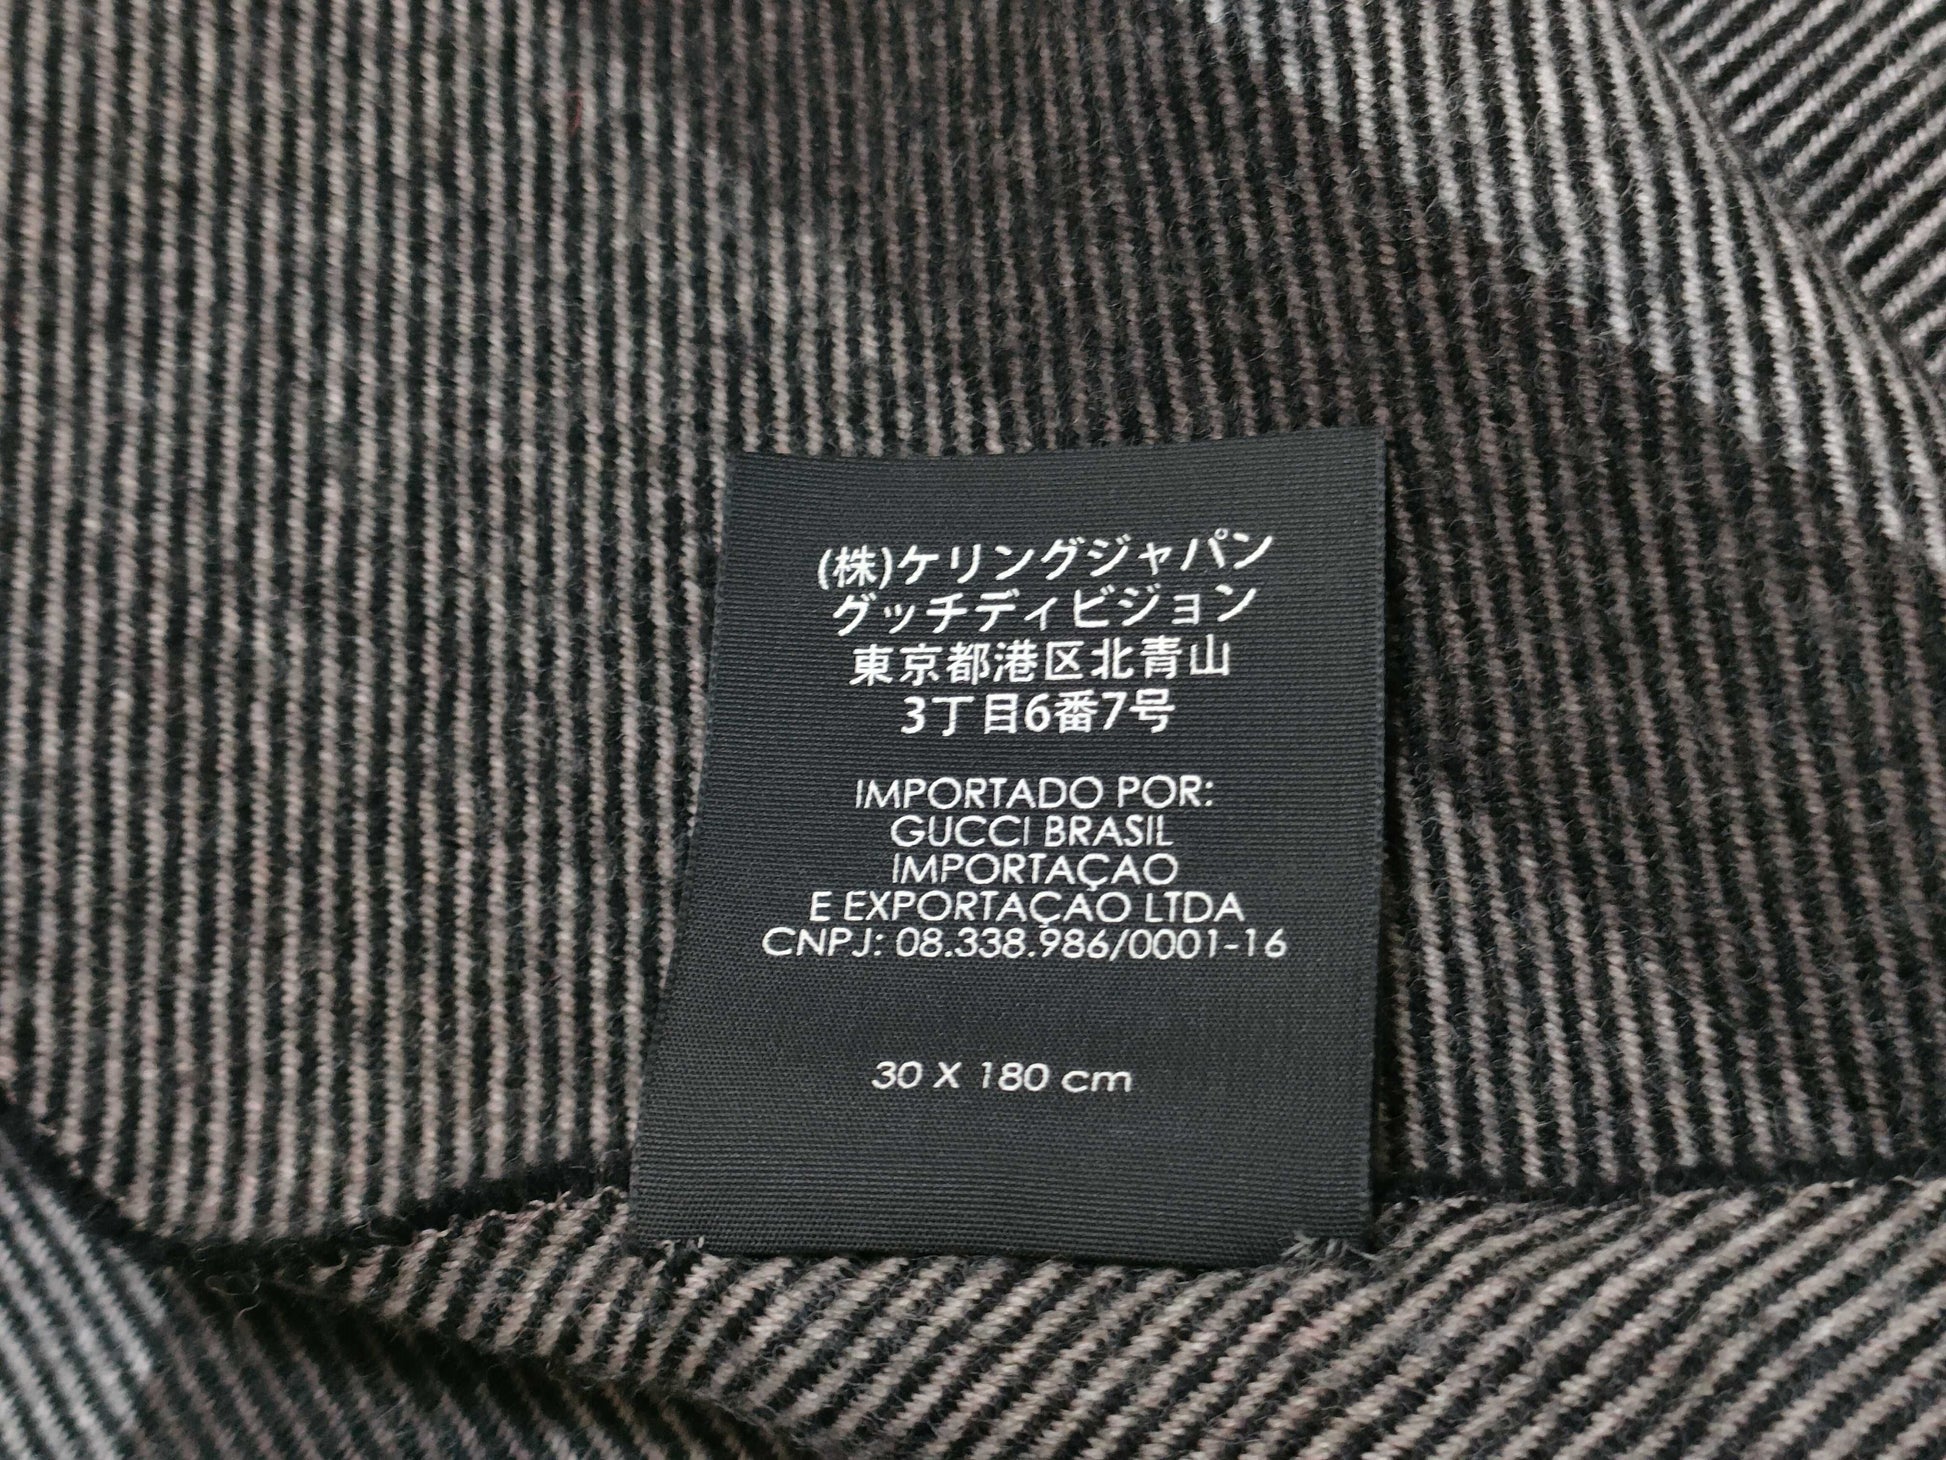 (株)ケリングジャパン
グッチディビジョン
東京都港区北青山
3丁目6番7号
IMPORTADO POR:
GUCCI BRASIL
IMPORTAÇAO
E EXPORTAÇAO LTDA
CNPJ: 08.338.986/0001-16
30 X 180 cm